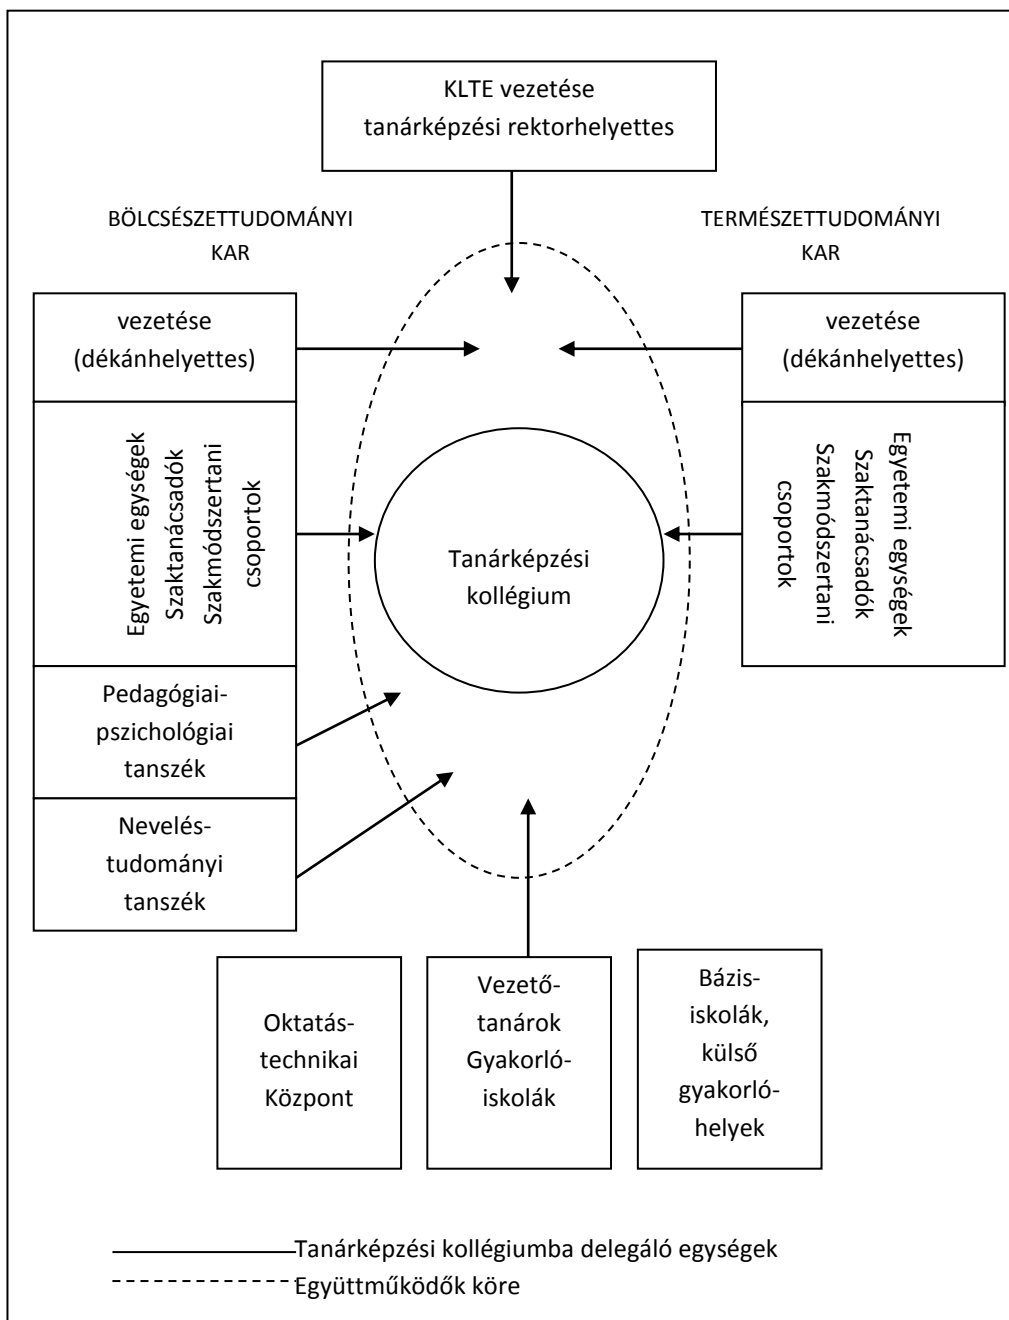 KLTE vezetése
tanárképzési rektorhelyettes
BÖLCSÉSZETTUDOMÁNYI
KAR
TERMÉSZETTUDOMÁNYI
KAR
vezetése
(dékánhelyettes)
vezetése
(dékánhelyettes)
Egyetemi egységek
Szaktanácsadók
Szakmódszertani
csoportok
Tanárképzési
kollégium
Egyetemi egységek
Szaktanácsadók
Szakmódszertani
csoportok
Pedagógiai-
pszichológiai
tanszék
Nevelés-
tudományi
tanszék
Oktatás-
technikai
Központ
Vezető-
tanárok
Gyakorló-
iskolák
Bázis-
iskolák,
külső
gyakorló-
helyek
Tanárképzési kollégiumba delegáló egységek
Együttműködők köre